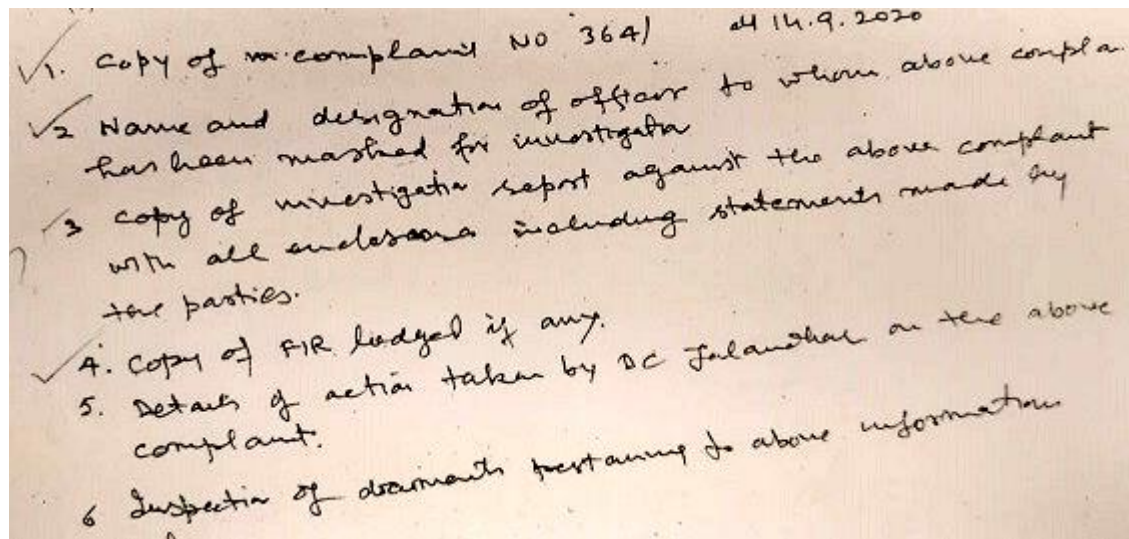 1. Copy of complaint NO 3641 dt 14.9.2020
2 Name and designation of officer to whom above compla
has been marked for investigation
3 copy of investigation report against the above complaint
with all enclosures including statements made by
the parties.
4. Copy of FIR lodged if any.
5. Details of action taken by DC Jalandhar on the above
complaint.
6 Inspection of documents pertaining to above information